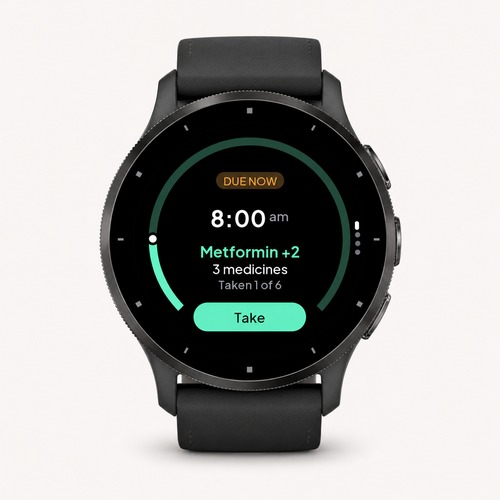 DUE NOW
8:00 am
Metformin +2
3 medicines
Taken 1 of 6
Take